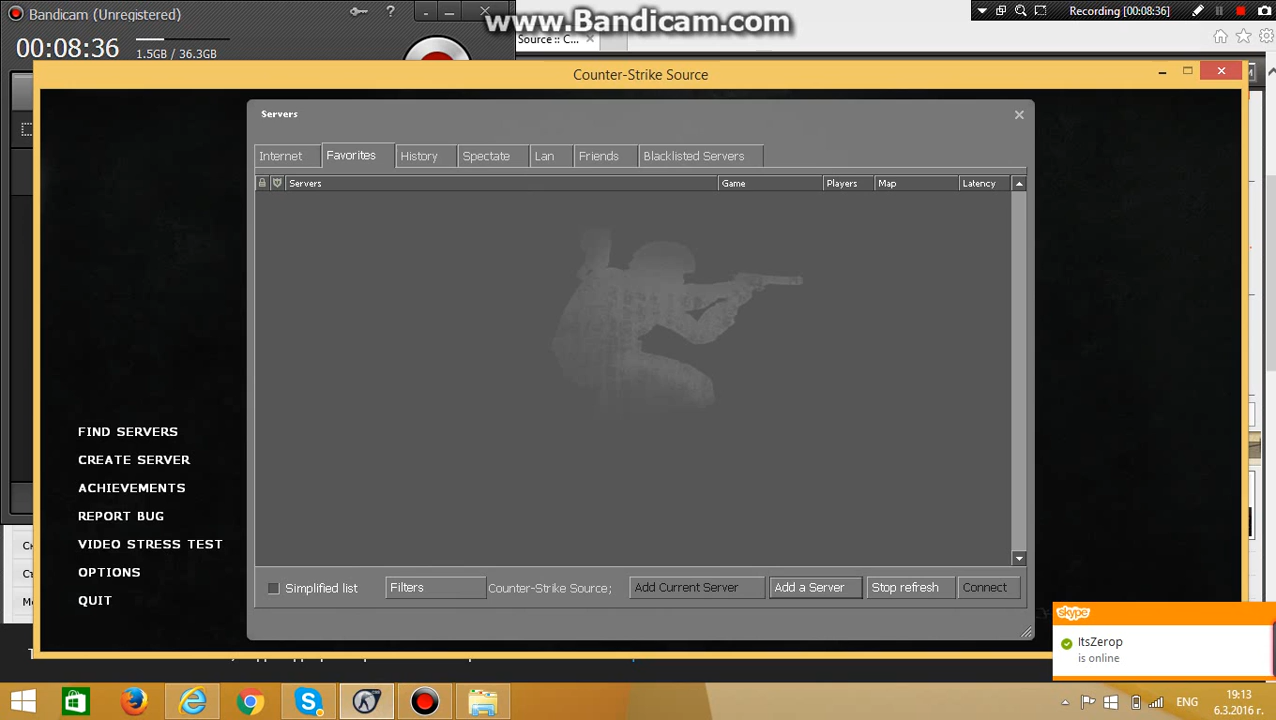 Bandicam (Unregistered)
www.Bandicam.com
Recording [00:08:36]
00:08:36
1.5GB / 36.3GB
Source :: C...
Counter-Strike Source
Servers
Internet
Favorites
History
Spectate
Lan
Friends
Blacklisted Servers
Servers
Game
Players
Map
Latency
FIND SERVERS
CREATE SERVER
ACHIEVEMENTS
REPORT BUG
VIDEO STRESS TEST
OPTIONS
QUIT
Simplified list
Filters
Counter-Strike Source;
Add Current Server
Add a Server
Stop refresh
Connect
skype
ItsZerop
is online
ENG
19:13
6.3.2016 г.